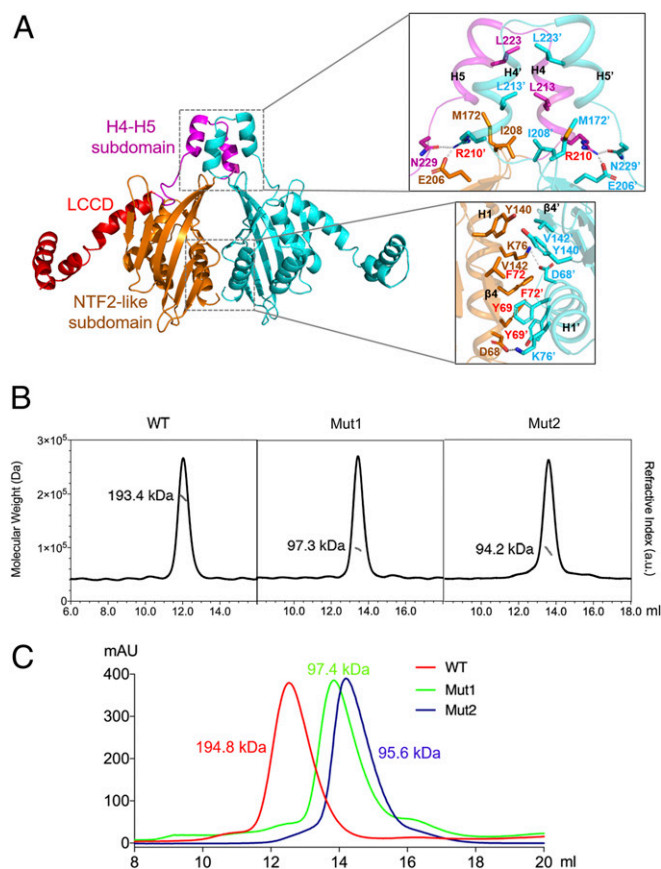 A
H4-H5
subdomain
LCCD
NTF2-like
subdomain
L223 L223'
H5 H4' H4 H5'
L213' L213
M172 M172'
I208 I208'
N229 R210' R210 N229'
E206 E206'
H1 Y140 β4'
K76 V142
V142 Y140
F72 D68'
β4 F72'
Y69 H1'
Y69'
D68 K76'
B
WT Mut1 Mut2
Molecular Weight (Da)
3×10⁵
2×10⁵
1×10⁵
0
193.4 kDa
97.3 kDa
94.2 kDa
Refractive Index (a.u.)
6.0 8.0 10.0 12.0 14.0 16.0 8.0 10.0 12.0 14.0 16.0 8.0 10.0 12.0 14.0 16.0 18.0 ml
C
mAU
400
300
200
100
0
97.4 kDa
194.8 kDa
95.6 kDa
WT
Mut1
Mut2
8 10 12 14 16 18 20 ml